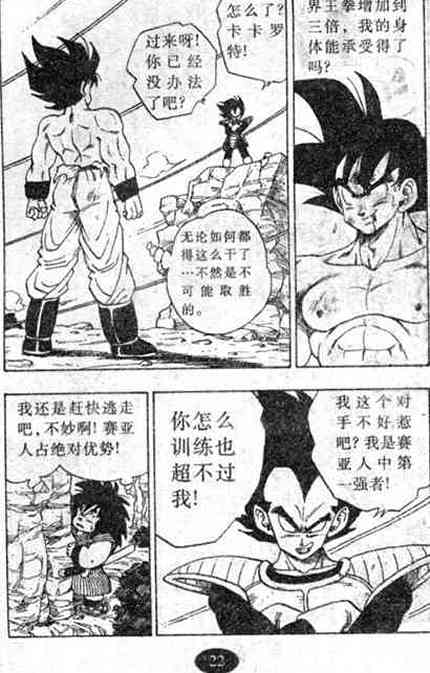 界王拳增加到
三倍，我的身
体能承受得了
吗？
怎么了？
卡卡罗
特！
过来呀！
你已经
没办法
了吧？
无论如何都
得这么干了
…不然是不
可能取胜
的。
我这个对
手不好惹
吧？我是赛
亚人中第
一强者！
你怎么
训练也
超不过
我！
我还是赶快逃走
吧，不妙啊！赛亚
人占绝对优势！
22